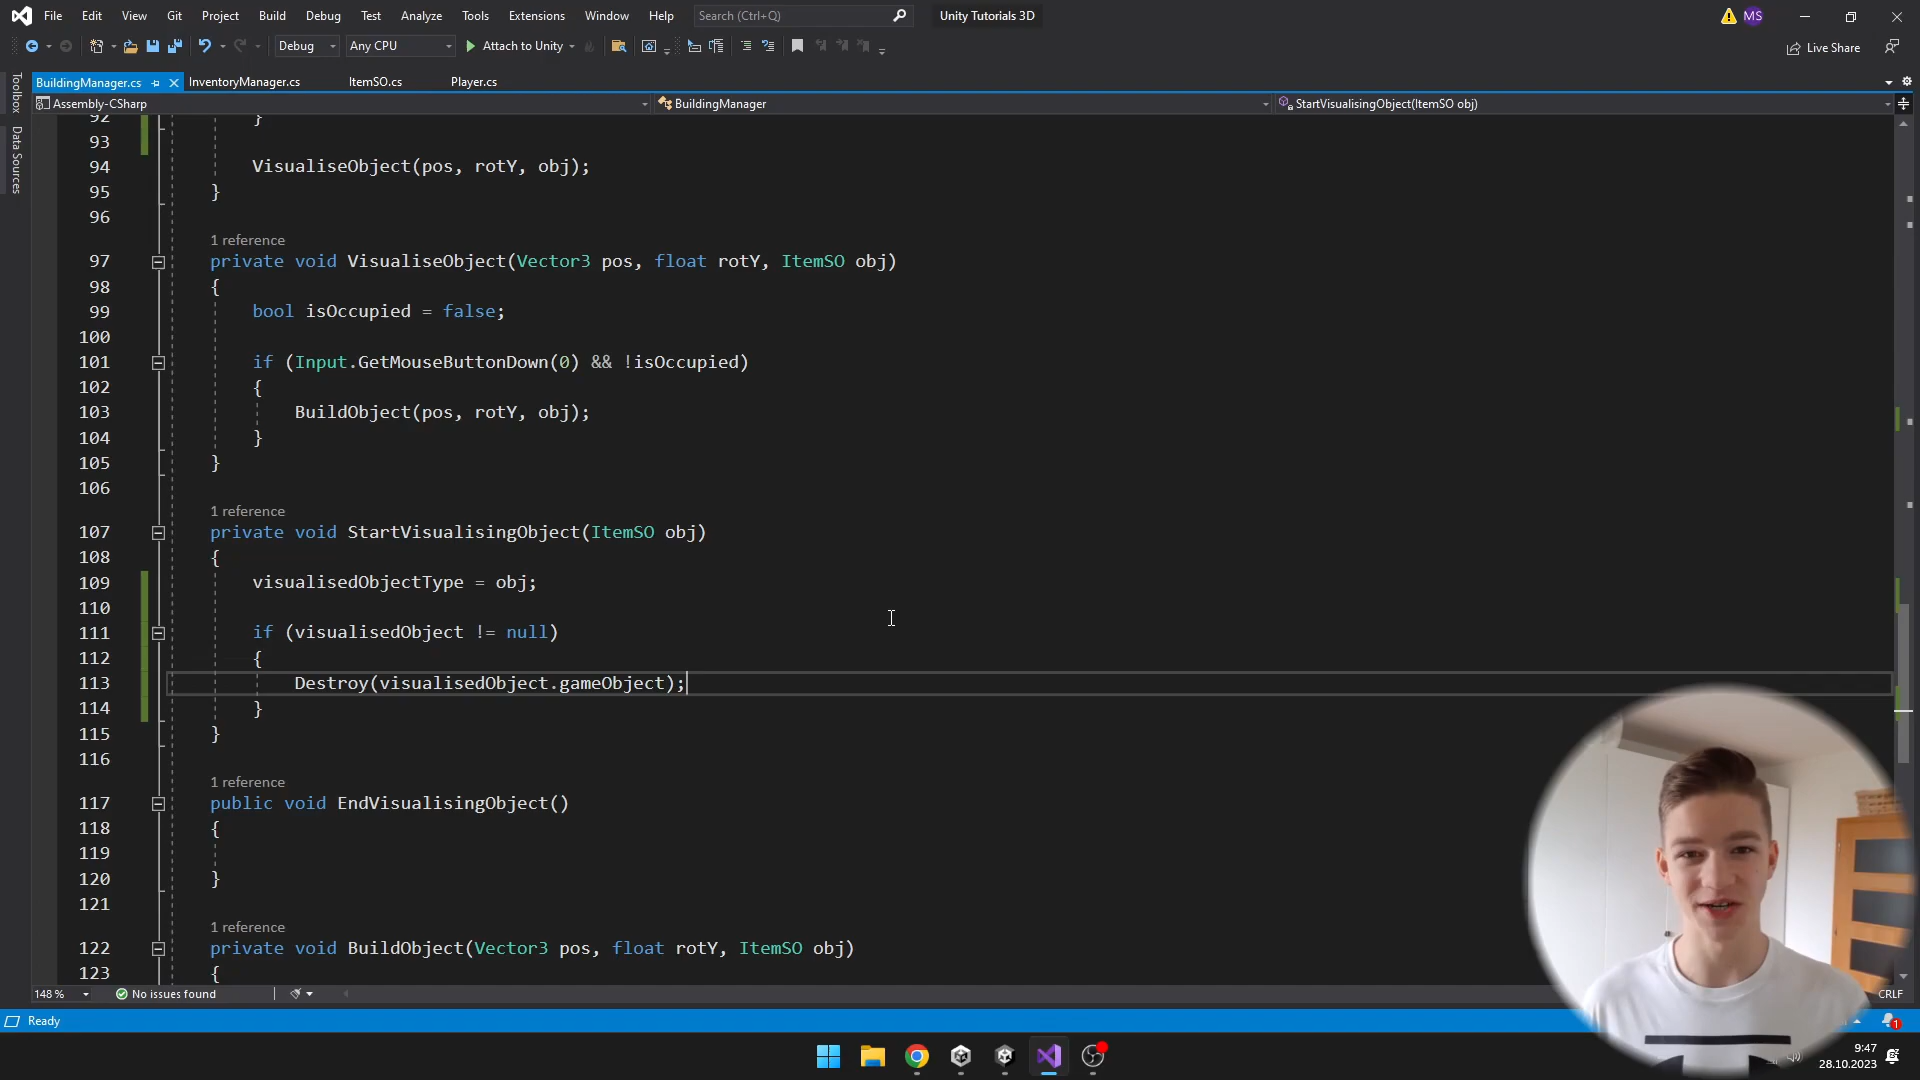 File Edit View Git Project Build Debug Test Analyze Tools Extensions Window Help Search (Ctrl+Q) Unity Tutorials 3D MS
Debug Any CPU Attach to Unity Live Share
BuildingManager.cs InventoryManager.cs ItemSO.cs Player.cs
Assembly-CSharp BuildingManager StartVisualisingObject(ItemSO obj)
Toolbox
Data Sources
92 }
93
94 VisualiseObject(pos, rotY, obj);
95 }
96
1 reference
97 private void VisualiseObject(Vector3 pos, float rotY, ItemSO obj)
98 {
99 bool isOccupied = false;
100
101 if (Input.GetMouseButtonDown(0) && !isOccupied)
102 {
103 BuildObject(pos, rotY, obj);
104 }
105 }
106
1 reference
107 private void StartVisualisingObject(ItemSO obj)
108 {
109 visualisedObjectType = obj;
110
111 if (visualisedObject != null)
112 {
113 Destroy(visualisedObject.gameObject);
114 }
115 }
116
1 reference
117 public void EndVisualisingObject()
118 {
119
120 }
121
1 reference
122 private void BuildObject(Vector3 pos, float rotY, ItemSO obj)
123 {
148 % No issues found CRLF
Ready 1
9:47
28.10.2023